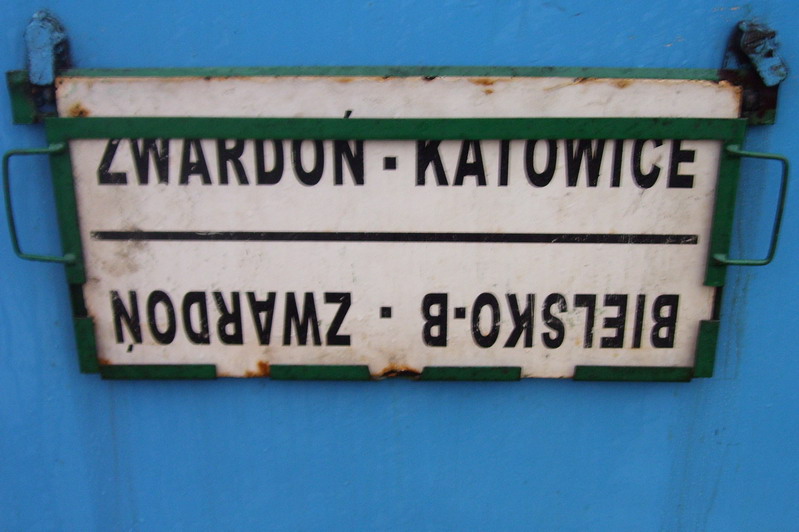 ZWARDOŃ - KATOWICE
BIELSKO-B - ZWARDOŃ